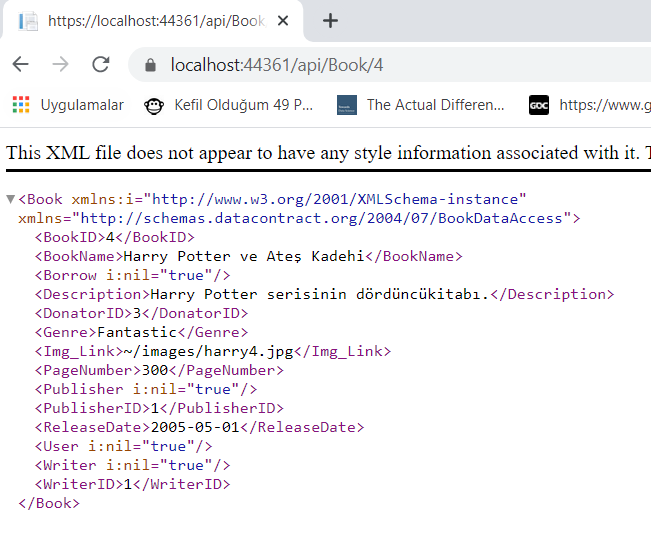 https://localhost:44361/api/Book
localhost:44361/api/Book/4
Uygulamalar
Kefil Olduğum 49 P...
The Actual Differen...
GDC
https://www.g
This XML file does not appear to have any style information associated with it. T
<Book xmlns:i="http://www.w3.org/2001/XMLSchema-instance"
xmlns="http://schemas.datacontract.org/2004/07/BookDataAccess">
<BookID>4</BookID>
<BookName>Harry Potter ve Ateş Kadehi</BookName>
<Borrow i:nil="true"/>
<Description>Harry Potter serisinin dördüncükitabı.</Description>
<DonatorID>3</DonatorID>
<Genre>Fantastic</Genre>
<Img_Link>~/images/harry4.jpg</Img_Link>
<PageNumber>300</PageNumber>
<Publisher i:nil="true"/>
<PublisherID>1</PublisherID>
<ReleaseDate>2005-05-01</ReleaseDate>
<User i:nil="true"/>
<Writer i:nil="true"/>
<WriterID>1</WriterID>
</Book>